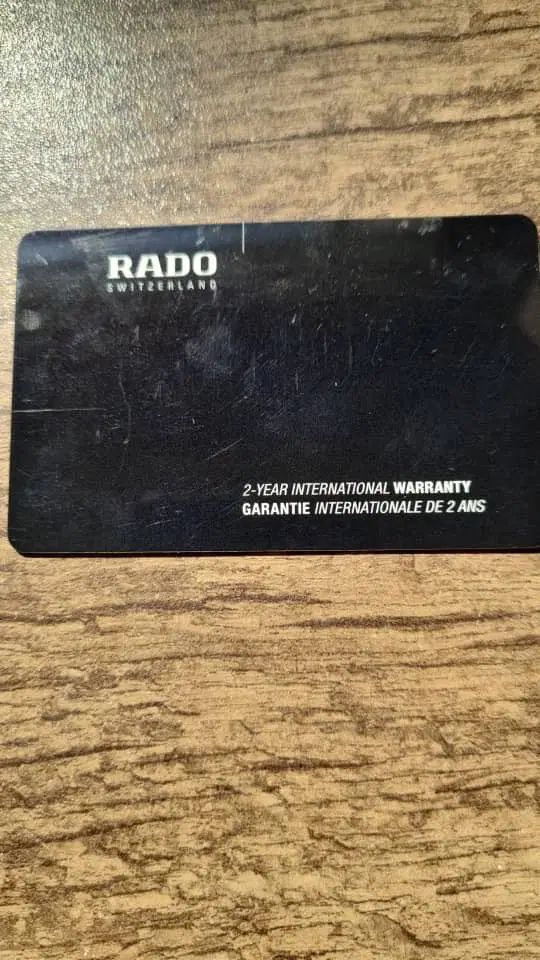 RADO
SWITZERLAND
2-YEAR INTERNATIONAL WARRANTY
GARANTIE INTERNATIONALE DE 2 ANS